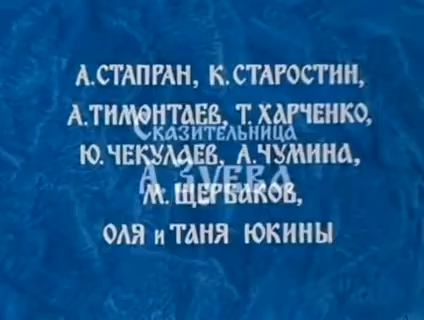 А. СТАПРАН, К. СТАРОСТИН,
А. ТИМОНТАЕВ, Т. ХАРЧЕНКО,
Сказительница
Ю. ЧЕКУЛАЕВ, А. ЧУМИНА,
А. Зуева
М. ЩЕРБАКОВ,
ОЛЯ и ТАНЯ ЮКИНЫ